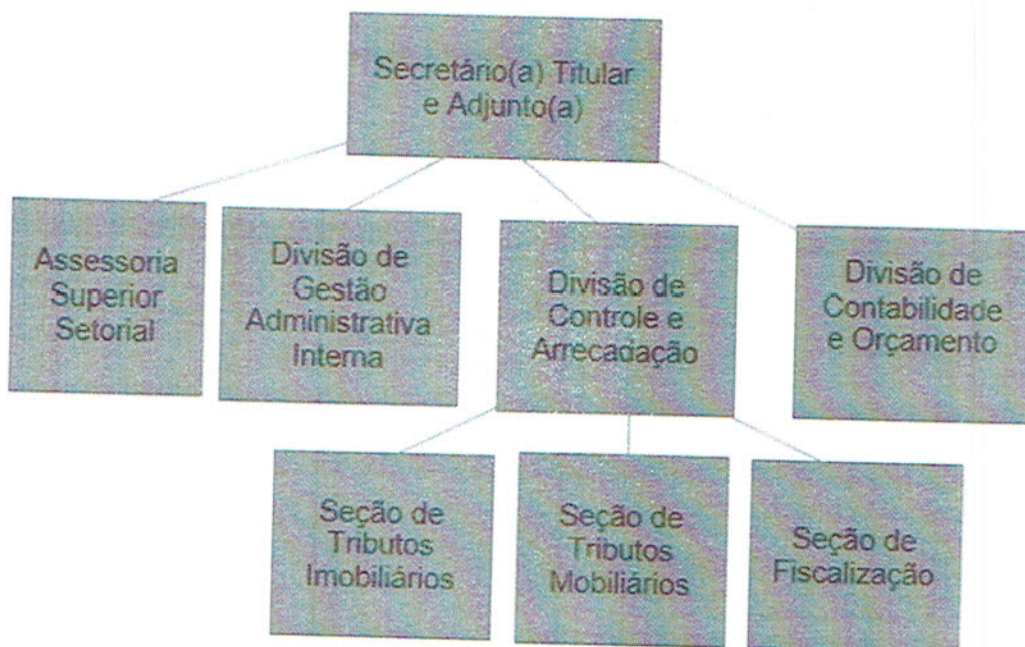 Secretário(a) Titular
e Adjunto(a)
Assessoria
Superior
Setorial
Divisão de
Gestão
Administrativa
Interna
Divisão de
Controle e
Arrecadação
Divisão de
Contabilidade
e Orçamento
Seção de
Tributos
Imobiliários
Seção de
Tributos
Mobiliários
Seção de
Fiscalização